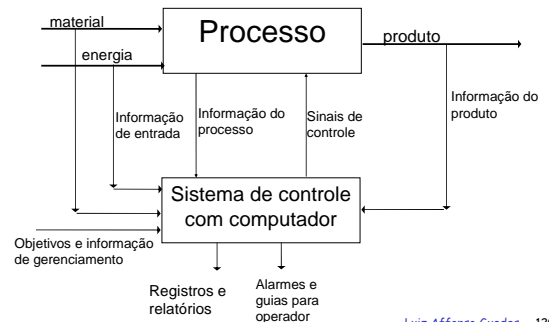 material
Processo
produto
energia
Informação
de entrada
Informação do
processo
Sinais de
controle
Informação do
produto
Sistema de controle
com computador
Objetivos e informação
de gerenciamento
Registros e
relatórios
Alarmes e
guias para
operador